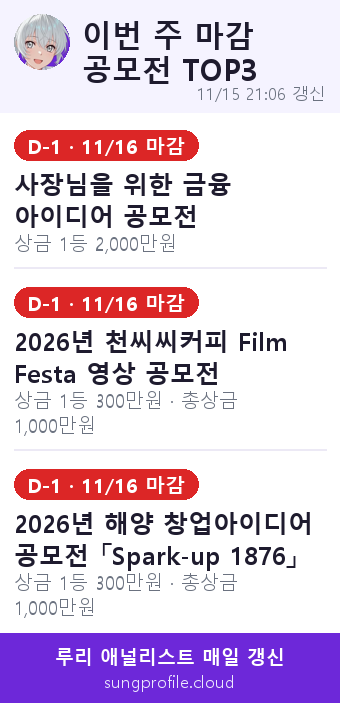 이번 주 마감
공모전 TOP3
11/15 21:06 갱신
D-1 · 11/16 마감
사장님을 위한 금융
아이디어 공모전
상금 1등 2,000만원
D-1 · 11/16 마감
2026년 천씨씨커피 Film
Festa 영상 공모전
상금 1등 300만원 · 총상금
1,000만원
D-1 · 11/16 마감
2026년 해양 창업아이디어
공모전 「Spark-up 1876」
상금 1등 300만원 · 총상금
1,000만원
루리 애널리스트 매일 갱신
sungprofile.cloud